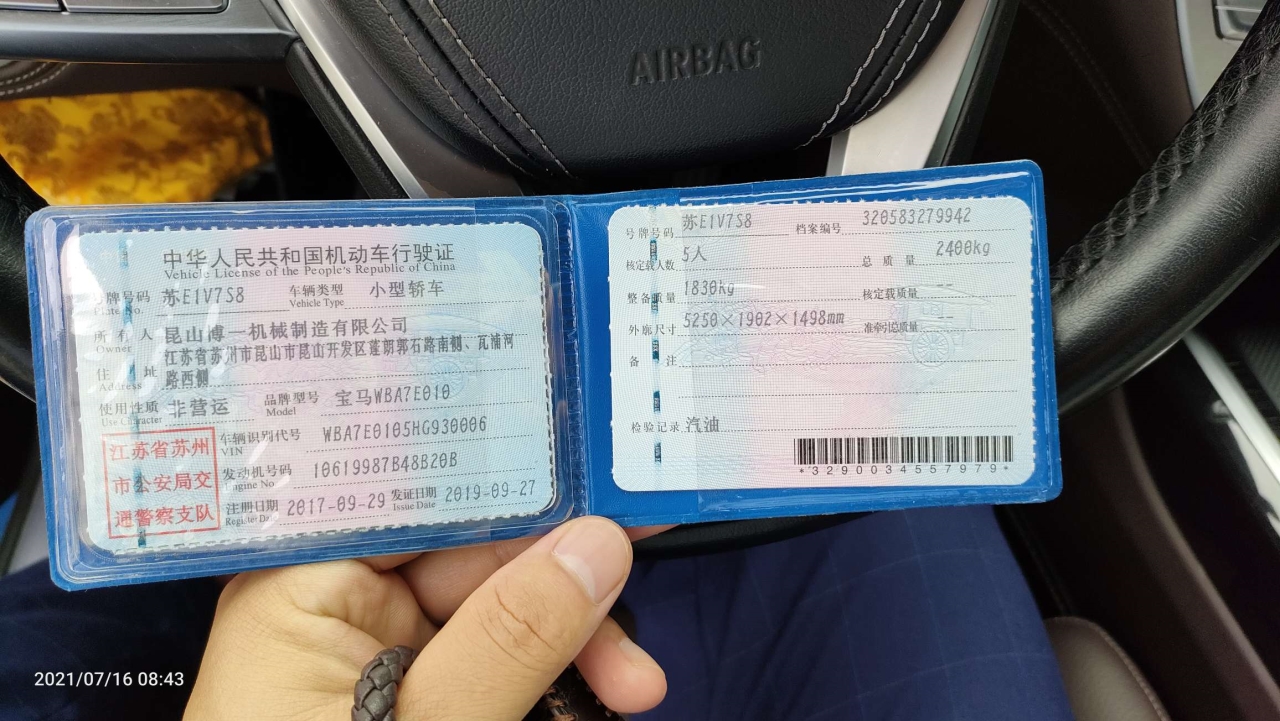 AIRBAG
中华人民共和国机动车行驶证
Vehicle License of the People's Republic of China
号牌号码 苏E1V7S8 车辆类型 小型轿车
Plate No. Vehicle Type
所有人 昆山博一机械制造有限公司
Owner
住址 江苏省苏州市昆山市昆山开发区蓬朗郭石路南侧、瓦浦河
Address 路西侧
使用性质 非营运 品牌型号 宝马WBA7E010
Use Character Model
江苏省苏州
市公安局交
通警察支队
车辆识别代号 WBA7E0105HG930006
VIN
发动机号码 10619987B48B20B
Engine No.
注册日期 2017-09-29 发证日期 2019-09-27
Register Date Issue Date
号牌号码 苏E1V7S8 档案编号 320583279942
核定载人数 5人 总质量 2400kg
整备质量 1830kg 核定载质量 --
外廓尺寸 5250×1902×1498mm 准牵引总质量 --
备注
检验记录 汽油
*3290034557979*
2021/07/16 08:43